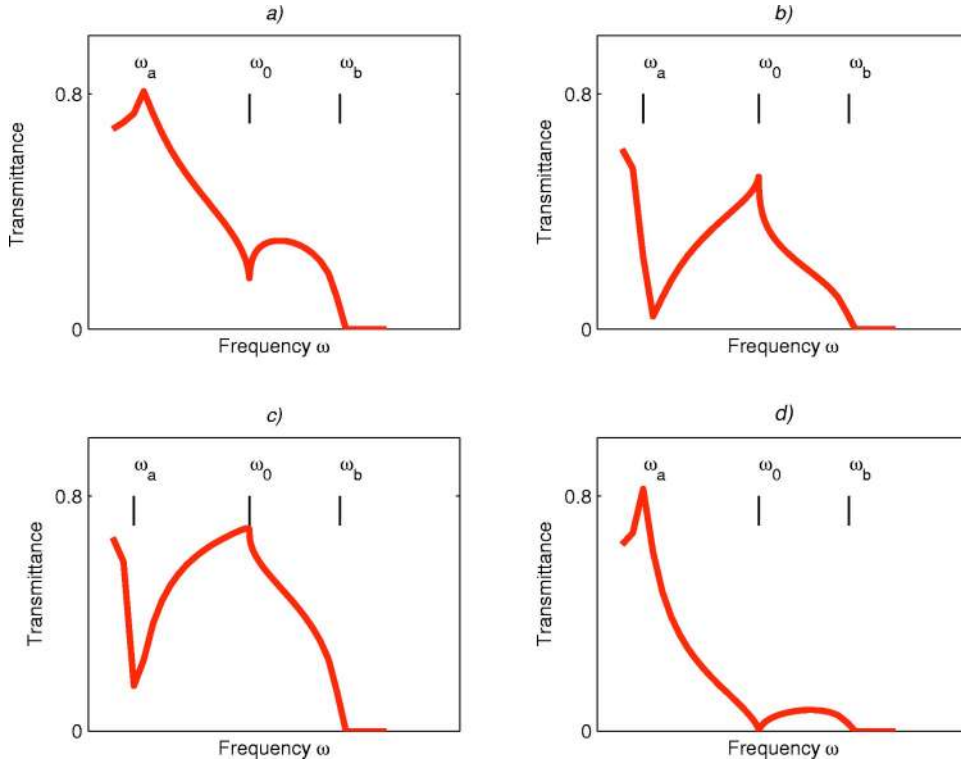 a)
ω_a ω_0 ω_b
0.8
Transmittance
0
Frequency ω
b)
ω_a ω_0 ω_b
0.8
Transmittance
0
Frequency ω
c)
ω_a ω_0 ω_b
0.8
Transmittance
0
Frequency ω
d)
ω_a ω_0 ω_b
0.8
Transmittance
0
Frequency ω